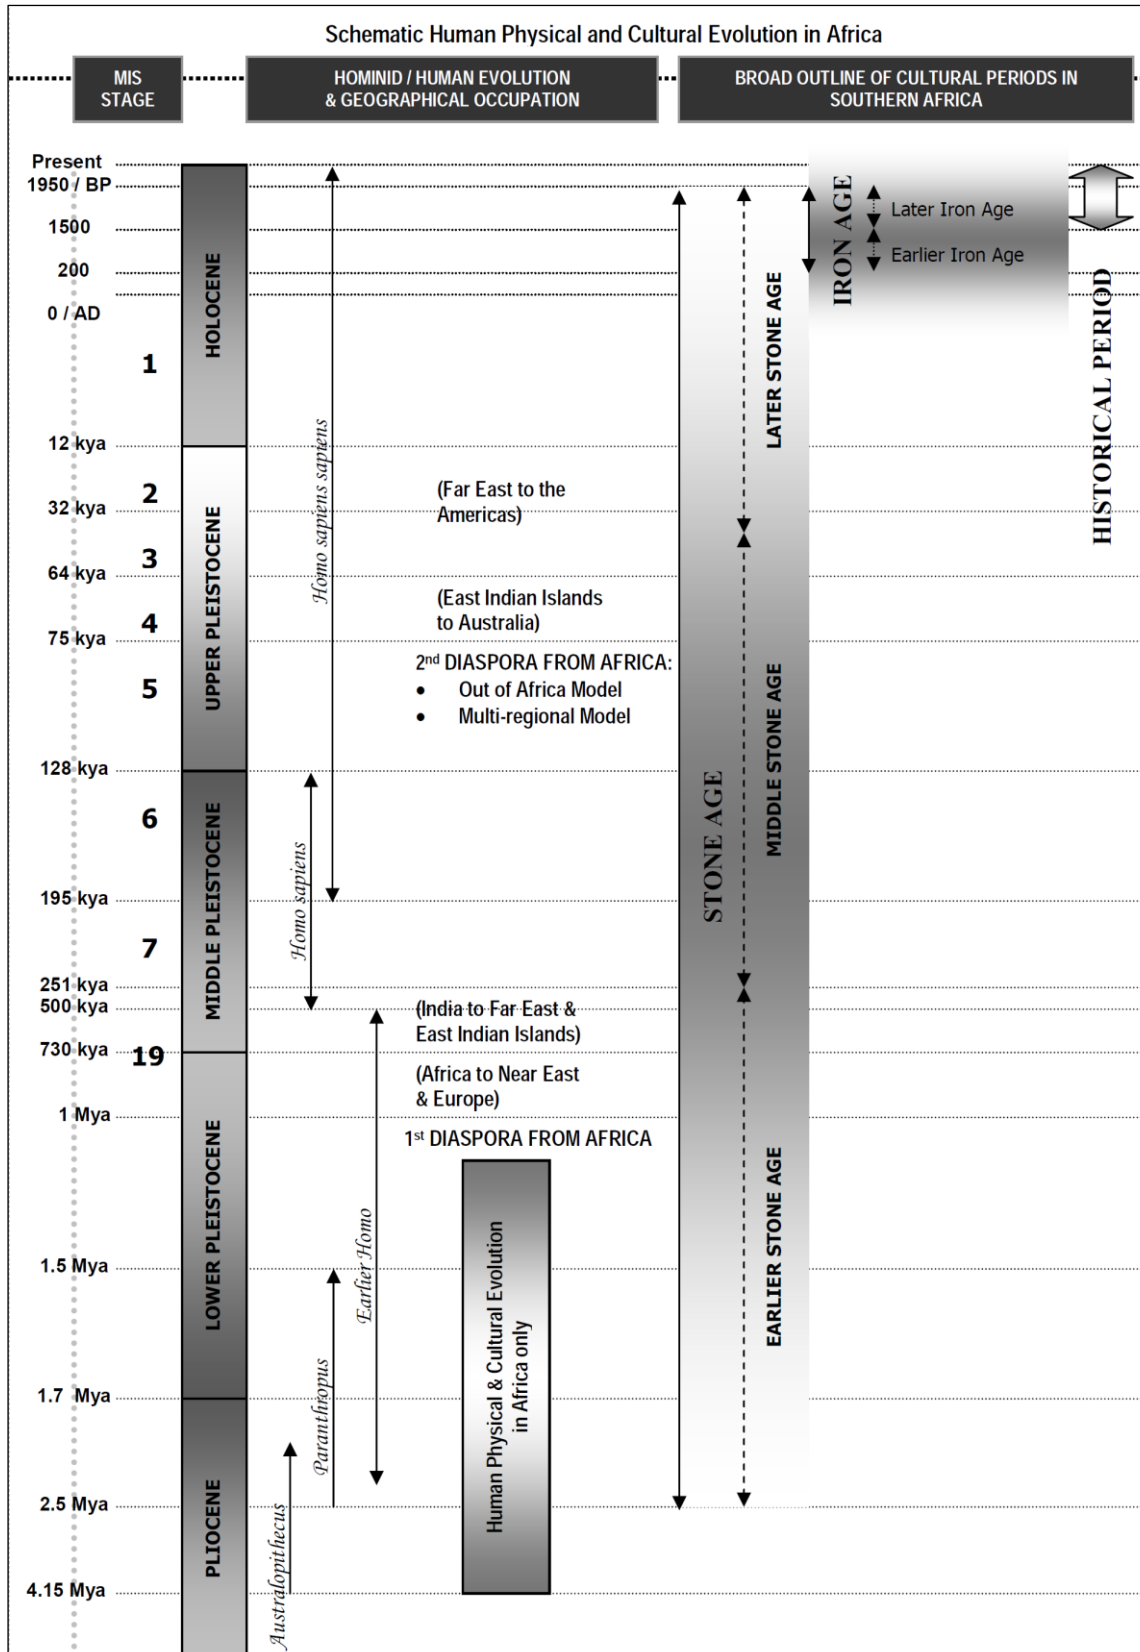 Schematic Human Physical and Cultural Evolution in Africa
MIS
STAGE
HOMINID / HUMAN EVOLUTION
& GEOGRAPHICAL OCCUPATION
BROAD OUTLINE OF CULTURAL PERIODS IN
SOUTHERN AFRICA
Present
1950 / BP
1500
200
0 / AD
12 kya
32 kya
64 kya
75 kya
128 kya
195 kya
251 kya
500 kya
730 kya
1 Mya
1.5 Mya
1.7 Mya
2.5 Mya
4.15 Mya
1
2
3
4
5
6
7
19
HOLOCENE
UPPER PLEISTOCENE
MIDDLE PLEISTOCENE
LOWER PLEISTOCENE
PLIOCENE
Homo sapiens sapiens
Homo sapiens
Earlier Homo
Paranthropus
Australopithecus
(Far East to the
Americas)
(East Indian Islands
to Australia)
2nd DIASPORA FROM AFRICA:
• Out of Africa Model
• Multi-regional Model
(India to Far East &
East Indian Islands)
(Africa to Near East
& Europe)
1st DIASPORA FROM AFRICA
Human Physical & Cultural Evolution
in Africa only
STONE AGE
LATER STONE AGE
MIDDLE STONE AGE
EARLIER STONE AGE
IRON AGE
Later Iron Age
Earlier Iron Age
HISTORICAL PERIOD